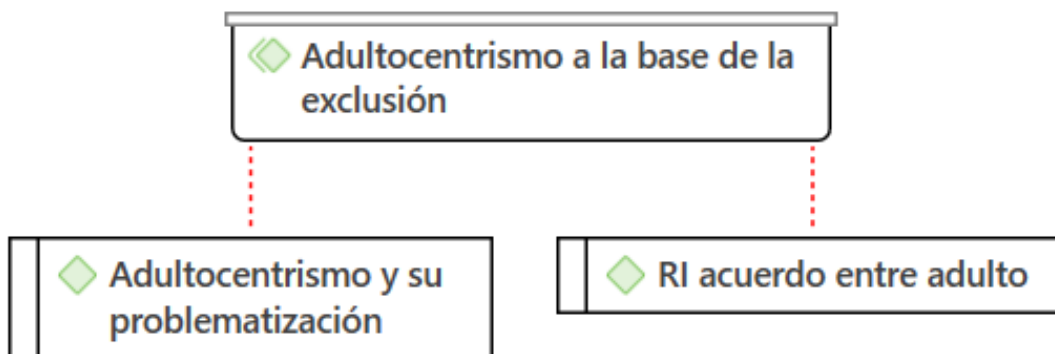 Adultocentrismo a la base de la
exclusión
Adultocentrismo y su
problematización
RI acuerdo entre adulto